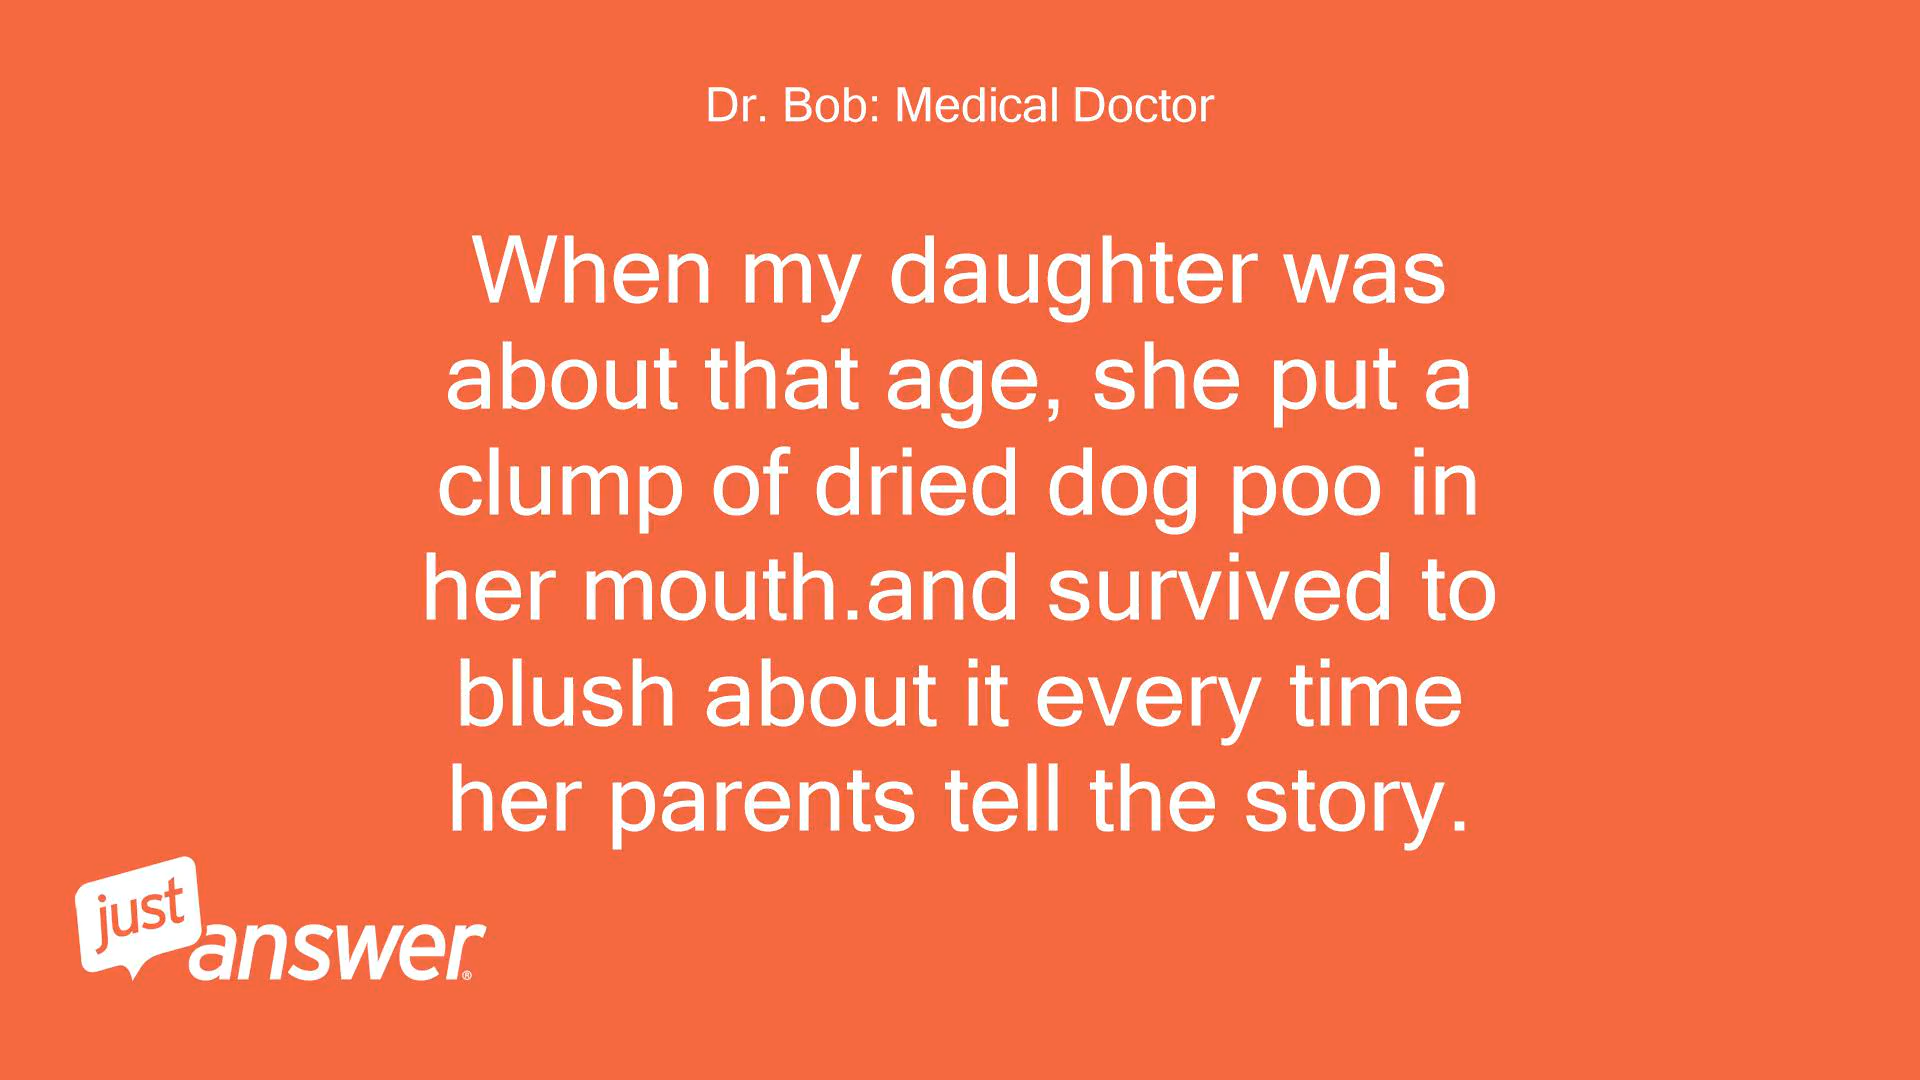 Dr. Bob: Medical Doctor
When my daughter was
about that age, she put a
clump of dried dog poo in
her mouth.and survived to
blush about it every time
her parents tell the story.
just
answer®